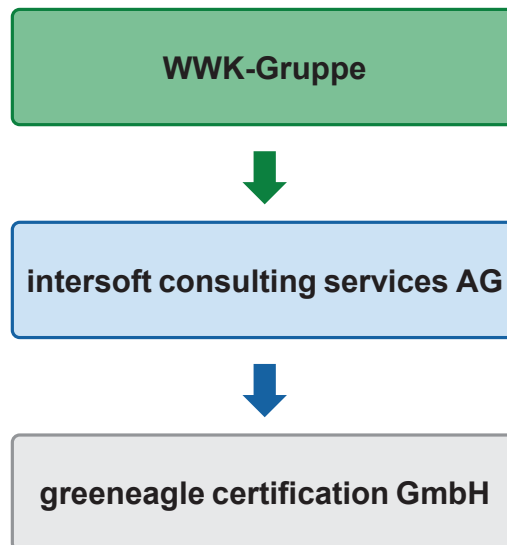 WWK-Gruppe
intersoft consulting services AG
greeneagle certification GmbH